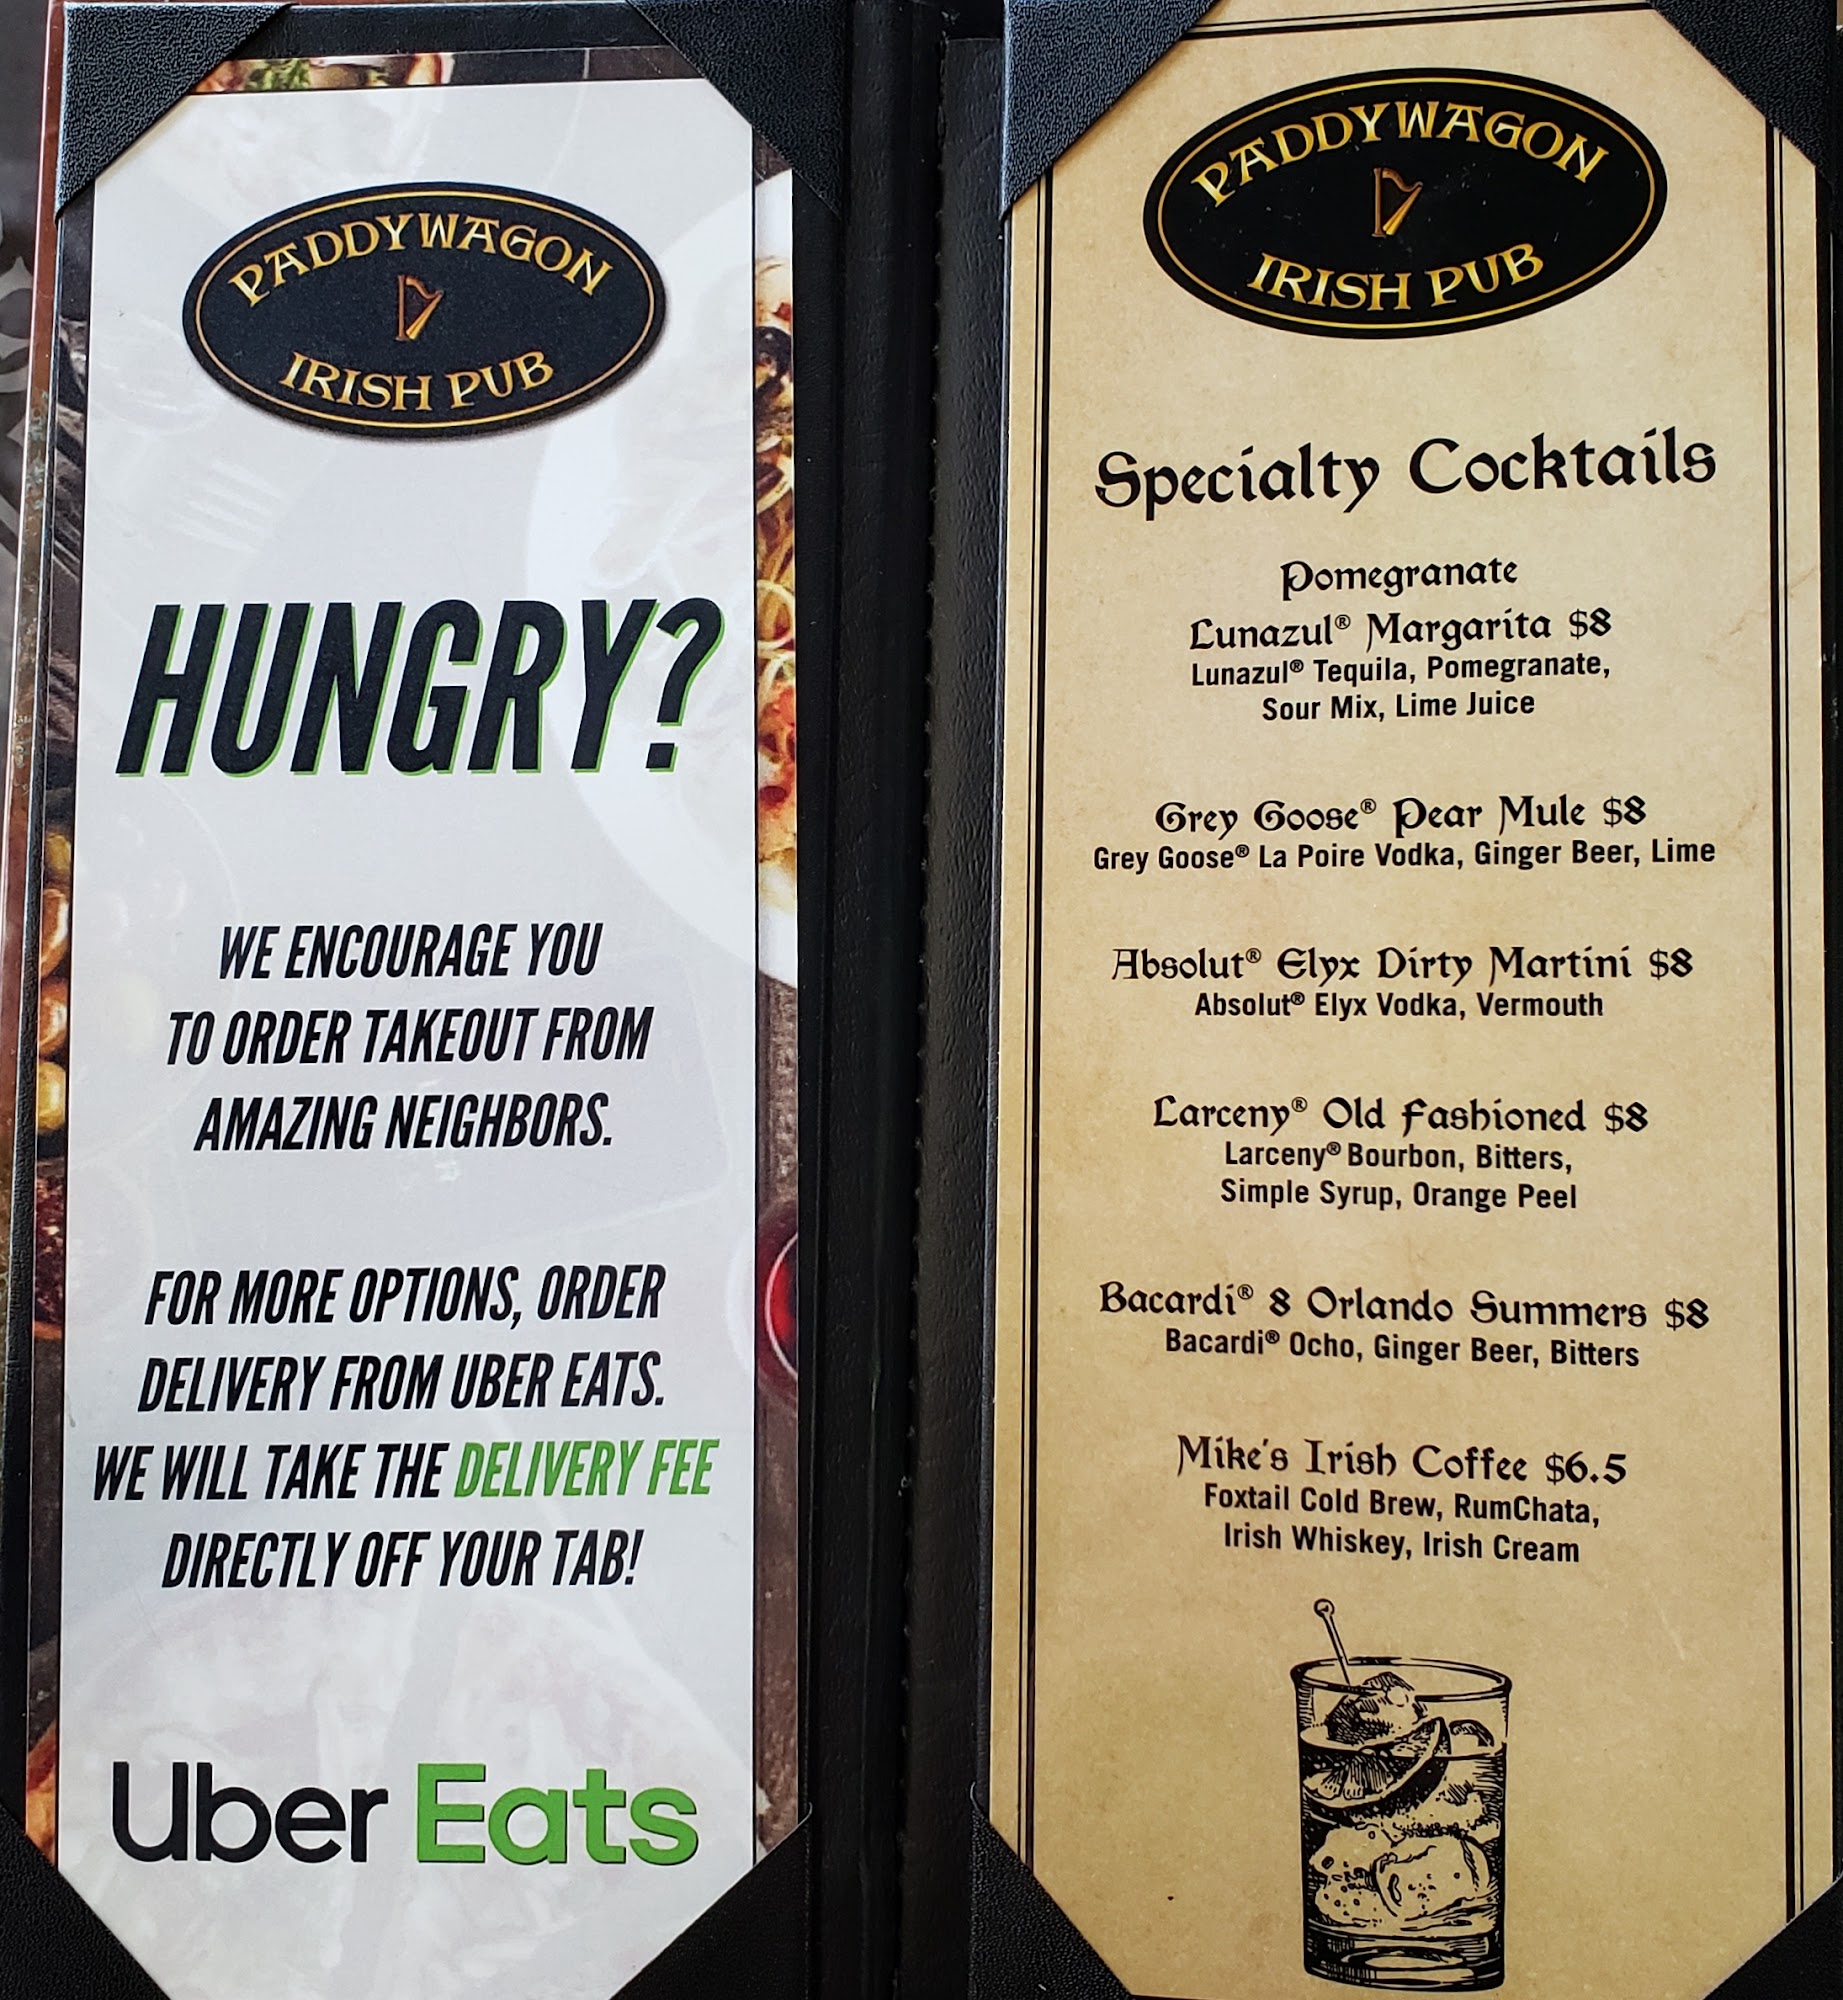 PADDYWAGON
IRISH PUB
HUNGRY?
WE ENCOURAGE YOU
TO ORDER TAKEOUT FROM
AMAZING NEIGHBORS.
FOR MORE OPTIONS, ORDER
DELIVERY FROM UBER EATS.
WE WILL TAKE THE DELIVERY FEE
DIRECTLY OFF YOUR TAB!
Uber Eats
PADDYWAGON
IRISH PUB
Specialty Cocktails
Pomegranate
Lunazul® Margarita $8
Lunazul® Tequila, Pomegranate,
Sour Mix, Lime Juice
Grey Goose® Pear Mule $8
Grey Goose® La Poire Vodka, Ginger Beer, Lime
Absolut® Elyx Dirty Martini $8
Absolut® Elyx Vodka, Vermouth
Larceny® Old Fashioned $8
Larceny® Bourbon, Bitters,
Simple Syrup, Orange Peel
Bacardi® 8 Orlando Summers $8
Bacardi® Ocho, Ginger Beer, Bitters
Mike's Irish Coffee $6.5
Foxtail Cold Brew, RumChata,
Irish Whiskey, Irish Cream